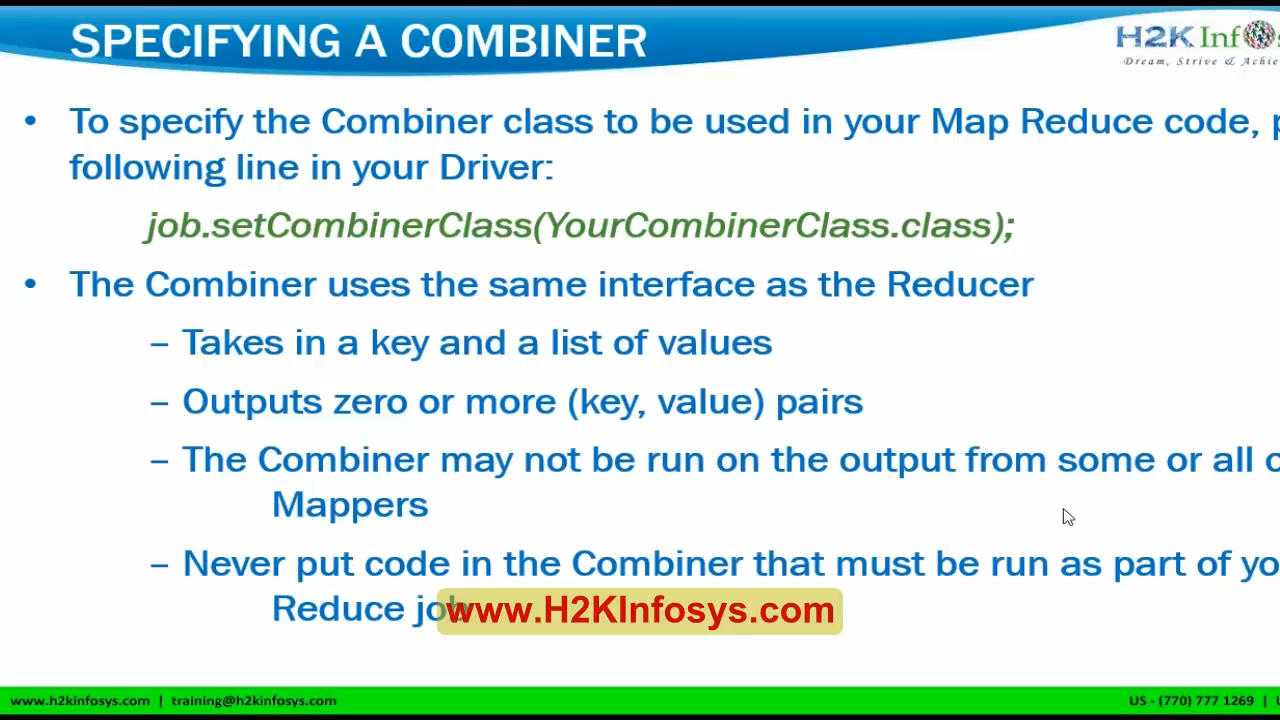 SPECIFYING A COMBINER
H2K Inf
Dream, Strive & Achie
• To specify the Combiner class to be used in your Map Reduce code, p
following line in your Driver:
job.setCombinerClass(YourCombinerClass.class);
• The Combiner uses the same interface as the Reducer
– Takes in a key and a list of values
– Outputs zero or more (key, value) pairs
– The Combiner may not be run on the output from some or all o
Mappers
– Never put code in the Combiner that must be run as part of yo
Reduce job
www.H2KInfosys.com
www.h2kinfosys.com | training@h2kinfosys.com
US - (770) 777 1269 |